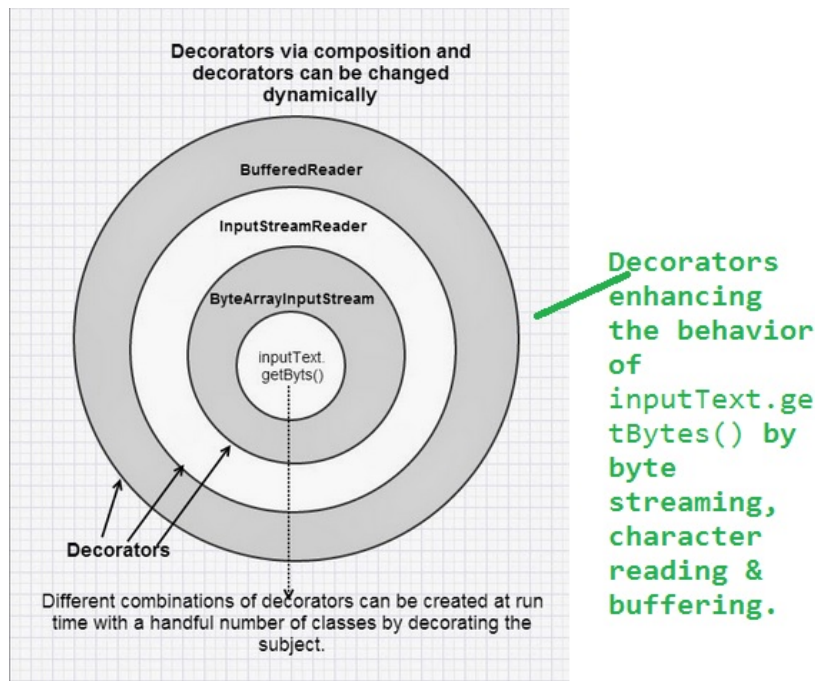 Decorators via composition and
decorators can be changed
dynamically
BufferedReader
InputStreamReader
ByteArrayInputStream
inputText.
getByts()
Decorators
Different combinations of decorators can be created at run
time with a handful number of classes by decorating the
subject.
Decorators
enhancing
the behavior
of
inputText.ge
tBytes() by
byte
streaming,
character
reading &
buffering.